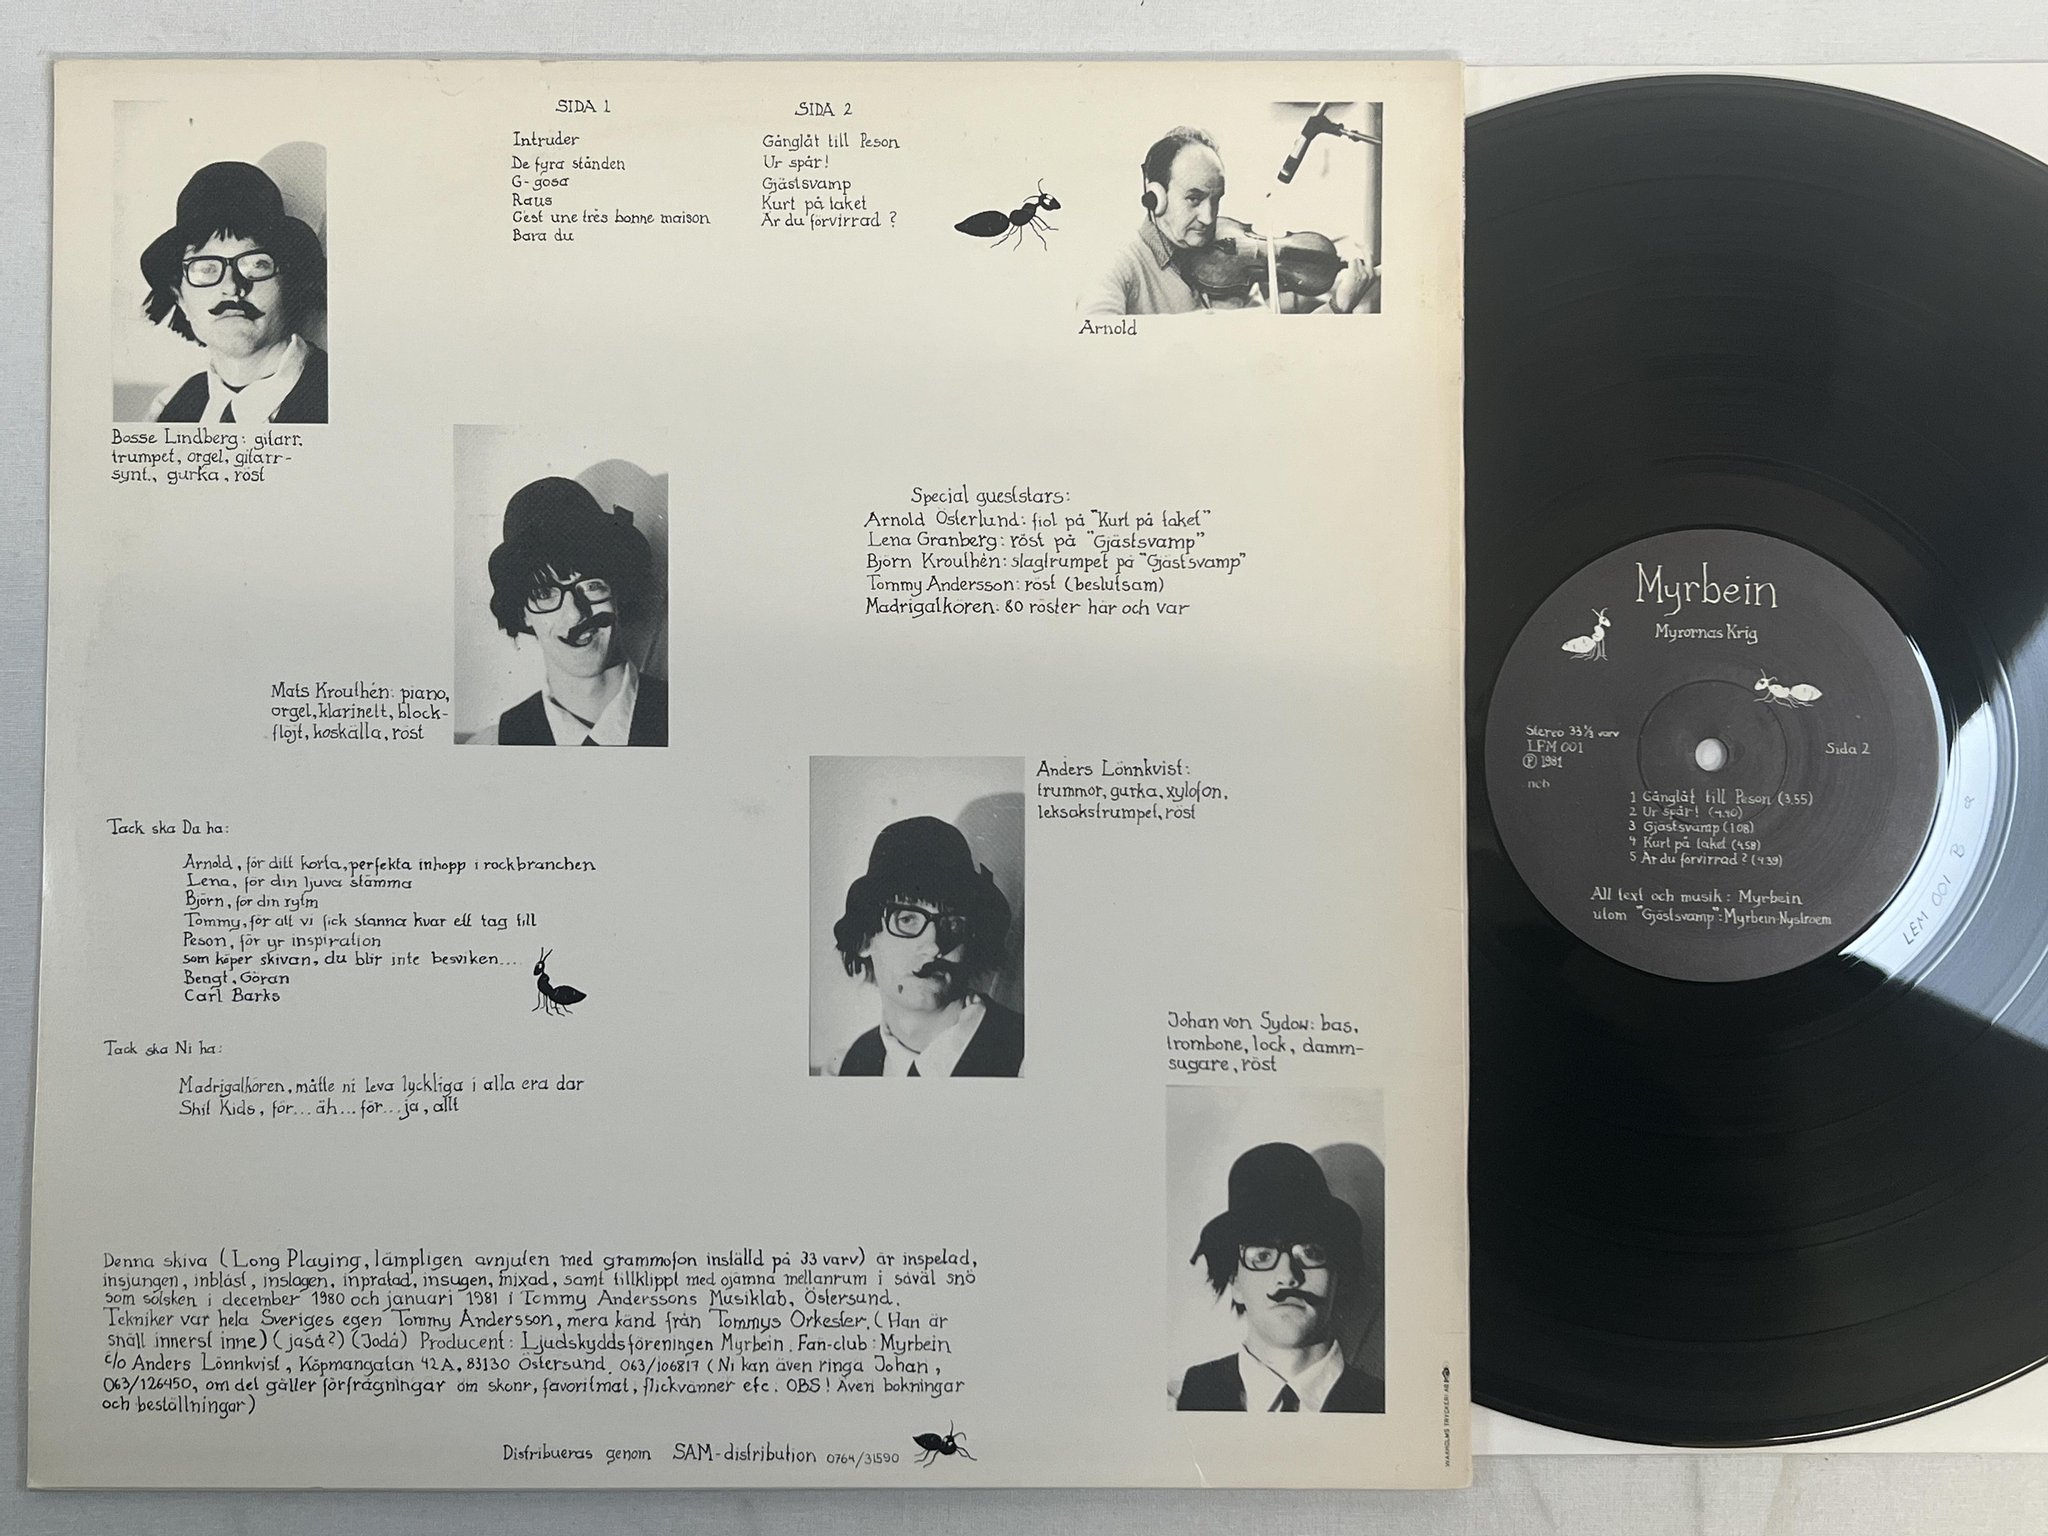 SIDA 1
Intruder
De fyra stånden
G-gosa
Raus
C'est une très bonne maison
Bara du
SIDA 2
Gånglåt till Peson
Ur spår!
Gjästsvamp
Kurt på taket
Är du förvirrad ?
Arnold
Bosse Lindberg: gitarr,
trumpet, orgel, gitarr-
synt., gurka, röst
Special gueststars:
Arnold Österlund: fiol på "Kurt på taket"
Lena Granberg: röst på "Gjästsvamp"
Björn Krouthén: slagtrumpet på "Gjästsvamp"
Tommy Andersson: röst (beslutsam)
Madrigalkören: 80 röster här och var
Mats Krouthén: piano,
orgel, klarinett, block-
flöjt, koskälla, röst
Anders Lönnkvist:
trummor, gurka, xylofon,
leksakstrumpet, röst
Tack ska Da ha:
Arnold, för ditt korta, perfekta inhopp i rockbranchen
Lena, för din ljuva stämma
Björn, för din rytm
Tommy, för att vi fick stanna kvar ett tag till
Peson, för yr inspiration
som köper skivan, du blir inte besviken....
Bengt, Göran
Carl Barks
Tack ska Ni ha:
Madrigalkören, måtte ni leva lyckliga i alla era dar
Shit Kids, för... äh... för... ja, allt
Johan von Sydow: bas,
trombone, lock, damm-
sugare, röst
Denna skiva (Long Playing, lämpligen avnjuten med grammofon inställd på 33 varv) är inspelad,
insjungen, inblåst, inslagen, inpratad, insugen, mixad, samt tillklippt med ojämna mellanrum i såväl snö
som solsken i december 1980 och januari 1981 i Tommy Anderssons Musiklab, Östersund.
Tekniker var hela Sveriges egen Tommy Andersson, mera känd från Tommys Orkester. (Han är
snäll innerst inne) (jaså?) (Jodå) Producent: Ljudskyddsföreningen Myrbein. Fan-club: Myrbein
c/o Anders Lönnkvist, Köpmangatan 42A, 83130 Östersund. 063/106817 (Ni kan även ringa Johan,
063/126450, om det gäller förfrågningar om skonr, favoritmat, flickvänner etc. OBS! Även bokningar
och beställningar)
Distribueras genom SAM-distribution 0764/31590
WAXHOLMS TRYCKERI AB
Myrbein
Myrornas Krig
Stereo 33 1/3 varv
LFM 001
Ⓟ 1981
ncb
Sida 2
1 Gånglåt till Peson (3.55)
2 Ur spår! (4.40)
3 Gjästsvamp (1.08)
4 Kurt på taket (4.58)
5 Är du förvirrad? (4.39)
All text och musik: Myrbein
utom "Gjästsvamp": Myrbein-Nystroem
LEM 001 B